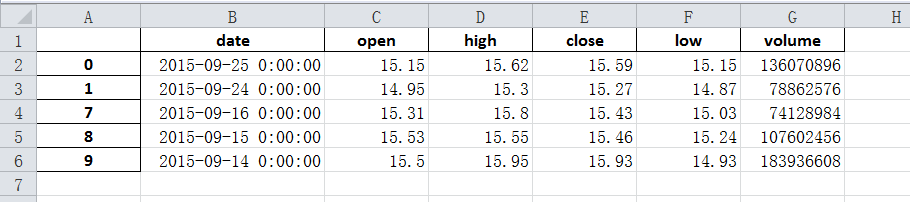 A B C D E F G H
1 date open high close low volume
2 0 2015-09-25 0:00:00 15.15 15.62 15.59 15.15 136070896
3 1 2015-09-24 0:00:00 14.95 15.3 15.27 14.87 78862576
4 7 2015-09-16 0:00:00 15.31 15.8 15.43 15.03 74128984
5 8 2015-09-15 0:00:00 15.53 15.55 15.46 15.24 107602456
6 9 2015-09-14 0:00:00 15.5 15.95 15.93 14.93 183936608
7